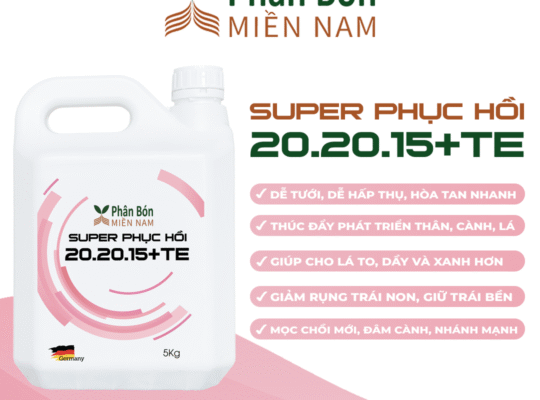 Phân Bón
MIỀN NAM
SUPER PHỤC HỒI
20.20.15+TE
DỄ TƯỚI, DỄ HẤP THỤ, HÒA TAN NHANH
THÚC ĐẨY PHÁT TRIỂN THÂN, CÀNH, LÁ
GIÚP CHO LÁ TO, DẦY VÀ XANH HƠN
GIẢM RỤNG TRÁI NON, GIỮ TRÁI BỀN
MỌC CHỒI MỚI, ĐÂM CÀNH, NHÁNH MẠNH
Phân Bón
MIỀN NAM
SUPER PHỤC HỒI
20.20.15+TE
Germany
5Kg